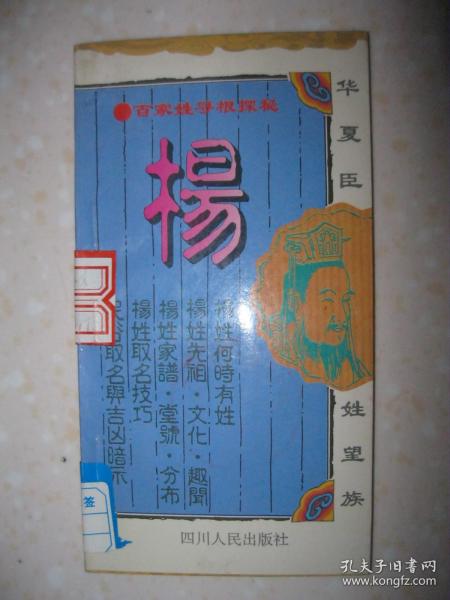 百家姓寻根探秘
楊
楊姓何時有姓
楊姓先祖·文化·趣聞
楊姓家譜·堂號·分布
楊姓取名技巧
取名與吉凶暗示
华夏臣
姓望族
签
四川人民出版社
孔夫子旧书网
www.kongfz.com